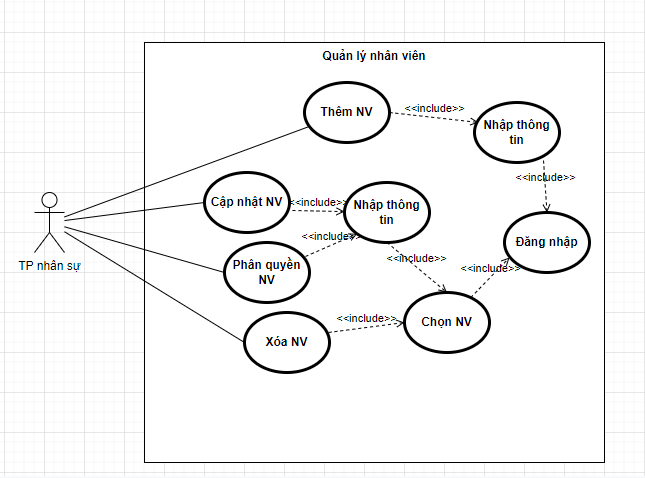 Quản lý nhân viên
Thêm NV
<<include>>
Nhập thông
tin
<<include>>
Cập nhật NV
<<include>>
Nhập thông
tin
Đăng nhập
Phân quyền
NV
<<include>>
<<include>>
<<include>>
TP nhân sự
Xóa NV
<<include>>
Chọn NV